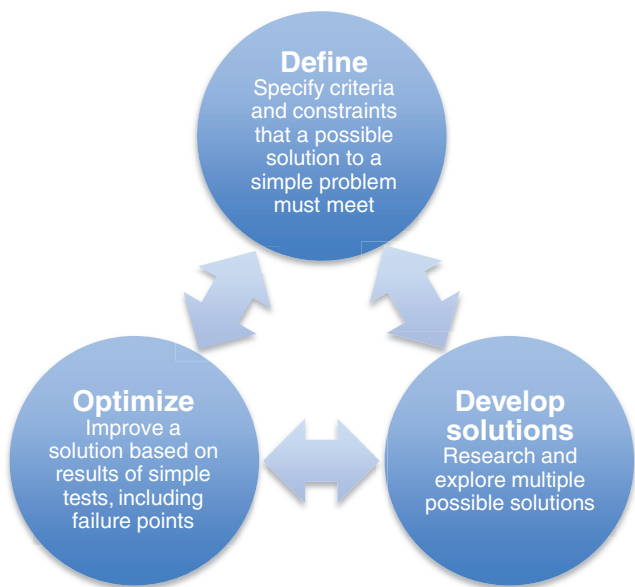 Define
Specify criteria
and constraints
that a possible
solution to a
simple problem
must meet
Optimize
Improve a
solution based on
results of simple
tests, including
failure points
Develop
solutions
Research and
explore multiple
possible solutions